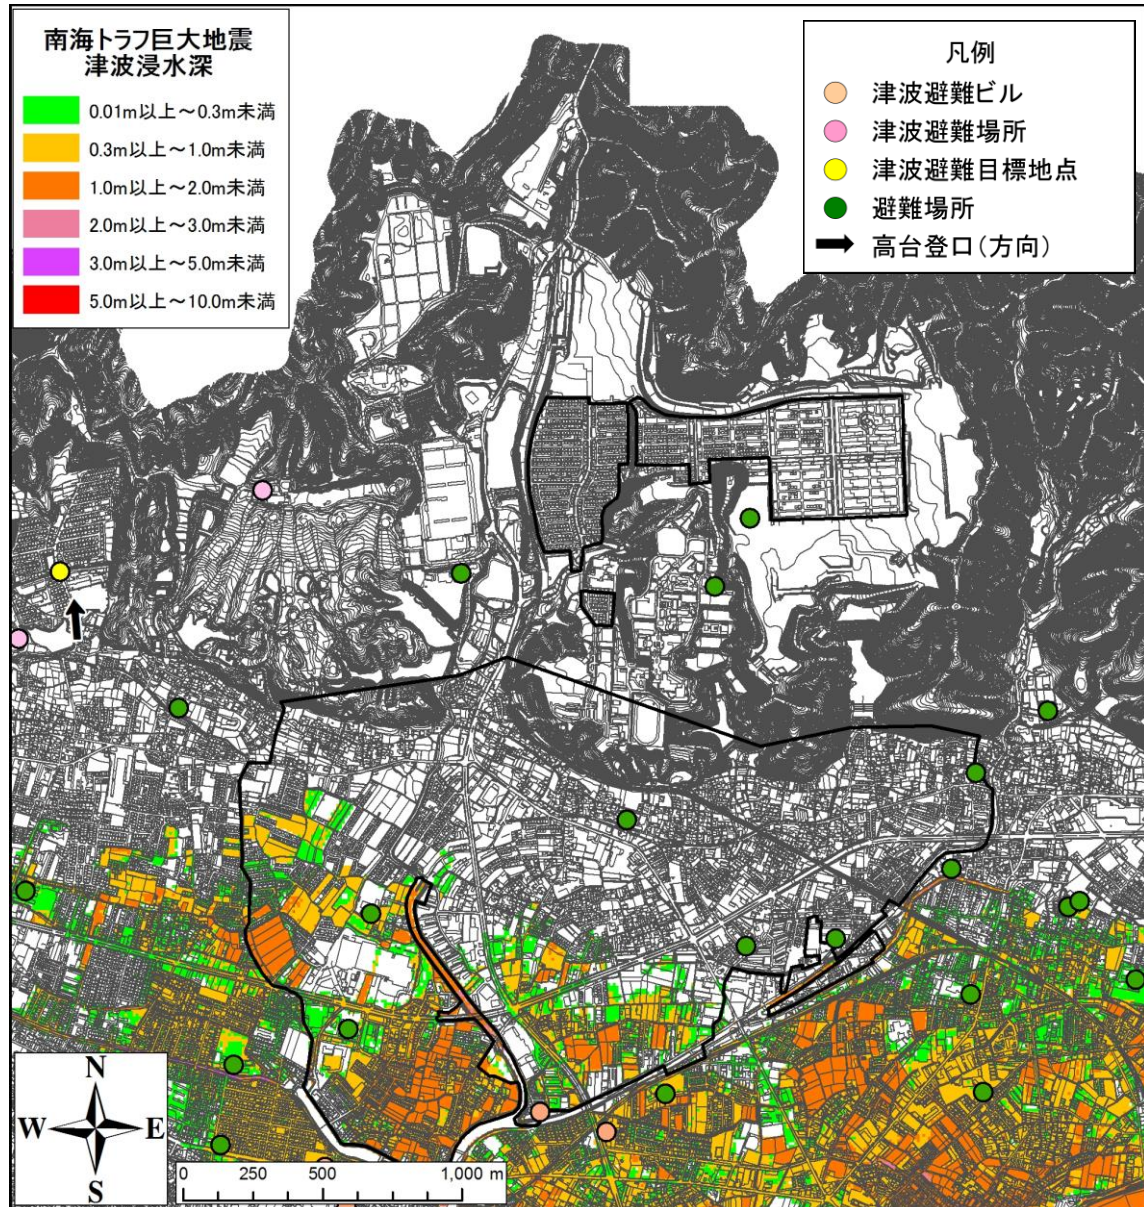 南海トラフ巨大地震
津波浸水深
0.01m以上～0.3m未満
0.3m以上～1.0m未満
1.0m以上～2.0m未満
2.0m以上～3.0m未満
3.0m以上～5.0m未満
5.0m以上～10.0m未満
凡例
津波避難ビル
津波避難場所
津波避難目標地点
避難場所
高台登口(方向)
N
W E
S
0 250 500 1,000 m